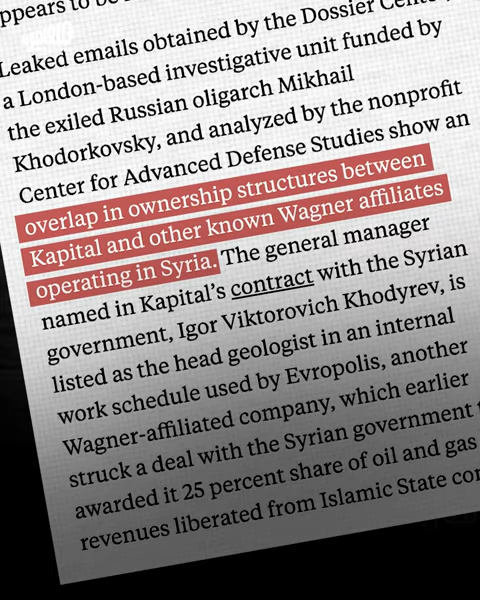 ppears to be
Leaked emails obtained by the Dossier Center,
a London-based investigative unit funded by
the exiled Russian oligarch Mikhail
Khodorkovsky, and analyzed by the nonprofit
Center for Advanced Defense Studies show an
overlap in ownership structures between
Kapital and other known Wagner affiliates
operating in Syria. The general manager
named in Kapital's contract with the Syrian
government, Igor Viktorovich Khodyrev, is
listed as the head geologist in an internal
work schedule used by Evropolis, another
Wagner-affiliated company, which earlier
struck a deal with the Syrian government
awarded it 25 percent share of oil and gas
revenues liberated from Islamic State con